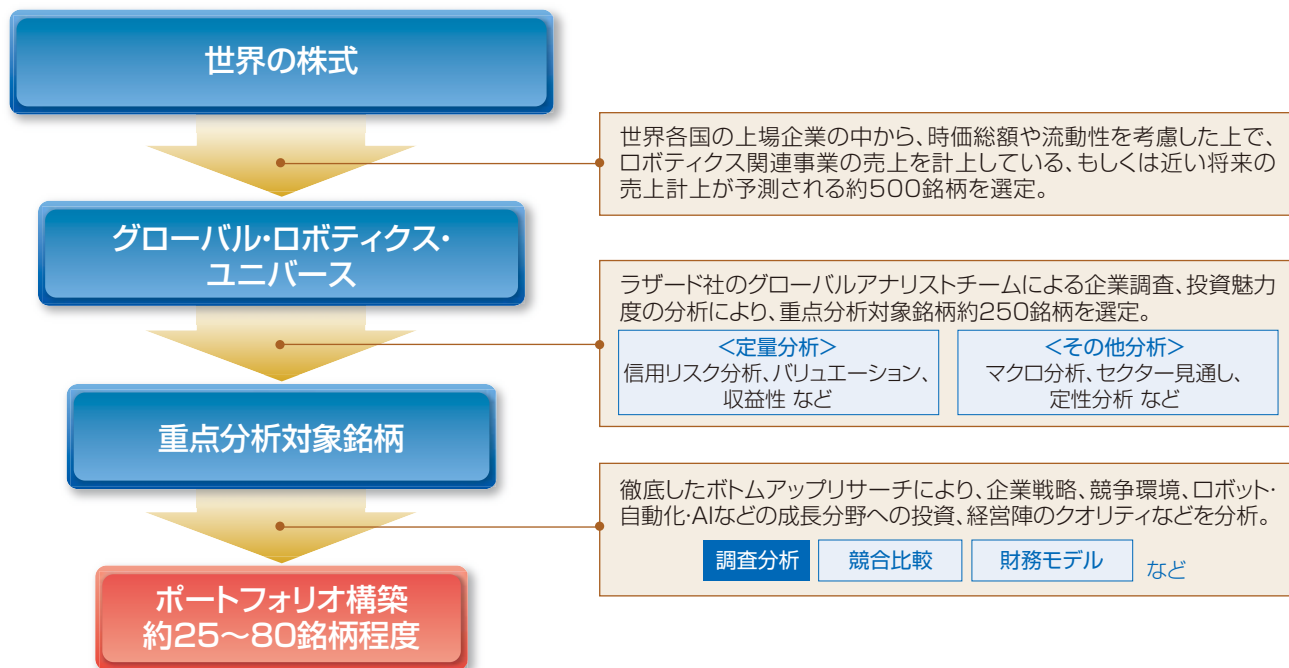 世界の株式
世界各国の上場企業の中から、時価総額や流動性を考慮した上で、
ロボティクス関連事業の売上を計上している、もしくは近い将来の
売上計上が予測される約500銘柄を選定。
グローバル・ロボティクス・
ユニバース
ラザード社のグローバルアナリストチームによる企業調査、投資魅力
度の分析により、重点分析対象銘柄約250銘柄を選定。
<定量分析>
信用リスク分析、バリュエーション、
収益性 など
<その他分析>
マクロ分析、セクター見通し、
定性分析 など
重点分析対象銘柄
徹底したボトムアップリサーチにより、企業戦略、競争環境、ロボット・
自動化・AIなどの成長分野への投資、経営陣のクオリティなどを分析。
調査分析
競合比較
財務モデル
など
ポートフォリオ構築
約25〜80銘柄程度